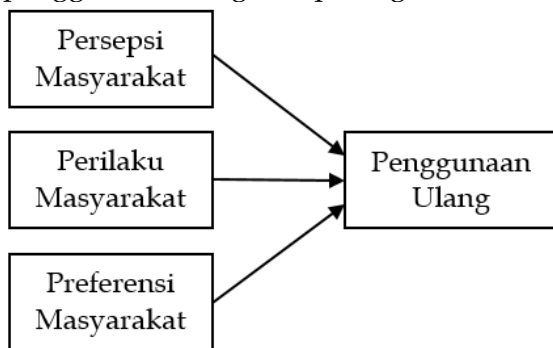 Persepsi
Masyarakat
Perilaku
Masyarakat
Penggunaan
Ulang
Preferensi
Masyarakat